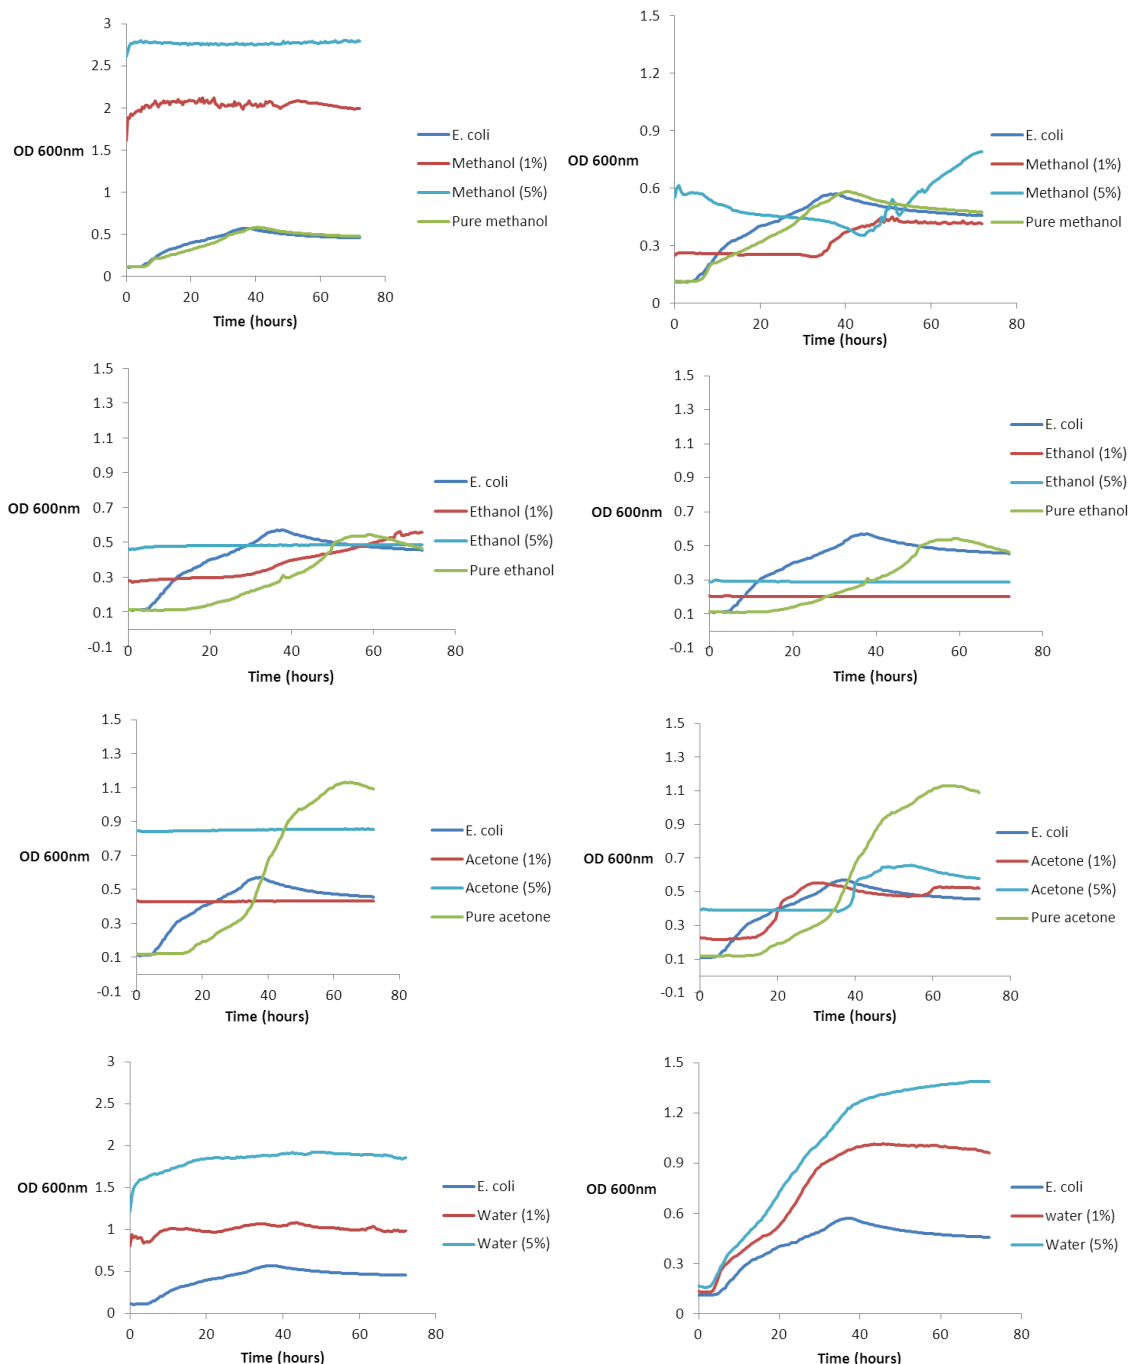 3
2.5
2
1.5
1
0.5
0
OD 600nm
0 20 40 60 80
Time (hours)
E. coli
Methanol (1%)
Methanol (5%)
Pure methanol
1.5
1.2
0.9
0.6
0.3
0
OD 600nm
0 20 40 60 80
Time (hours)
E. coli
Methanol (1%)
Methanol (5%)
Pure methanol
1.5
1.3
1.1
0.9
0.7
0.5
0.3
0.1
-0.1
OD 600nm
0 20 40 60 80
Time (hours)
E. coli
Ethanol (1%)
Ethanol (5%)
Pure ethanol
1.5
1.3
1.1
0.9
0.7
0.5
0.3
0.1
-0.1
OD 600nm
0 20 40 60 80
Time (hours)
E. coli
Ethanol (1%)
Ethanol (5%)
Pure ethanol
1.5
1.3
1.1
0.9
0.7
0.5
0.3
0.1
-0.1
OD 600nm
0 20 40 60 80
Time (hours)
E. coli
Acetone (1%)
Acetone (5%)
Pure acetone
1.5
1.3
1.1
0.9
0.7
0.5
0.3
0.1
-0.1
OD 600nm
0 20 40 60 80
Time (hours)
E. coli
Acetone (1%)
Acetone (5%)
Pure acetone
3
2.5
2
1.5
1
0.5
0
OD 600nm
0 20 40 60 80
Time (hours)
E. coli
Water (1%)
Water (5%)
1.5
1.2
0.9
0.6
0.3
0
OD 600nm
0 20 40 60 80
Time (hours)
E. coli
water (1%)
Water (5%)